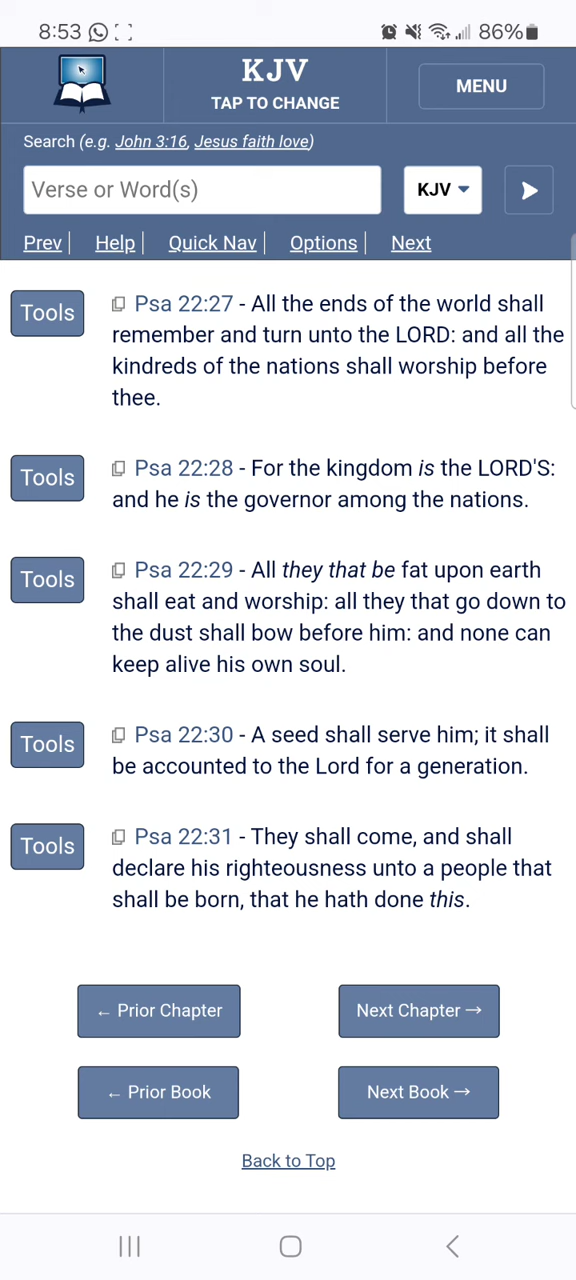 8:53 86%
KJV
TAP TO CHANGE
MENU
Search (e.g. John 3:16, Jesus faith love)
Verse or Word(s)
KJV
Prev | Help | Quick Nav | Options | Next
Tools
Psa 22:27 - All the ends of the world shall
remember and turn unto the LORD: and all the
kindreds of the nations shall worship before
thee.
Tools
Psa 22:28 - For the kingdom is the LORD'S:
and he is the governor among the nations.
Tools
Psa 22:29 - All they that be fat upon earth
shall eat and worship: all they that go down to
the dust shall bow before him: and none can
keep alive his own soul.
Tools
Psa 22:30 - A seed shall serve him; it shall
be accounted to the Lord for a generation.
Tools
Psa 22:31 - They shall come, and shall
declare his righteousness unto a people that
shall be born, that he hath done this.
← Prior Chapter
Next Chapter →
← Prior Book
Next Book →
Back to Top